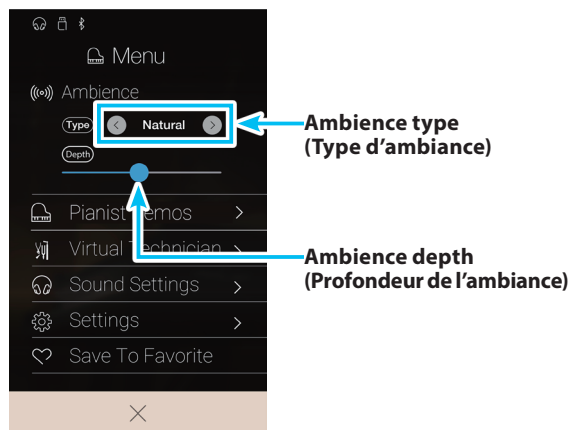 Menu
Ambience
Type
Natural
Ambience type
(Type d'ambiance)
Depth
Pianist Demos
Virtual Technician
Ambience depth
(Profondeur de l'ambiance)
Sound Settings
Settings
Save To Favorite